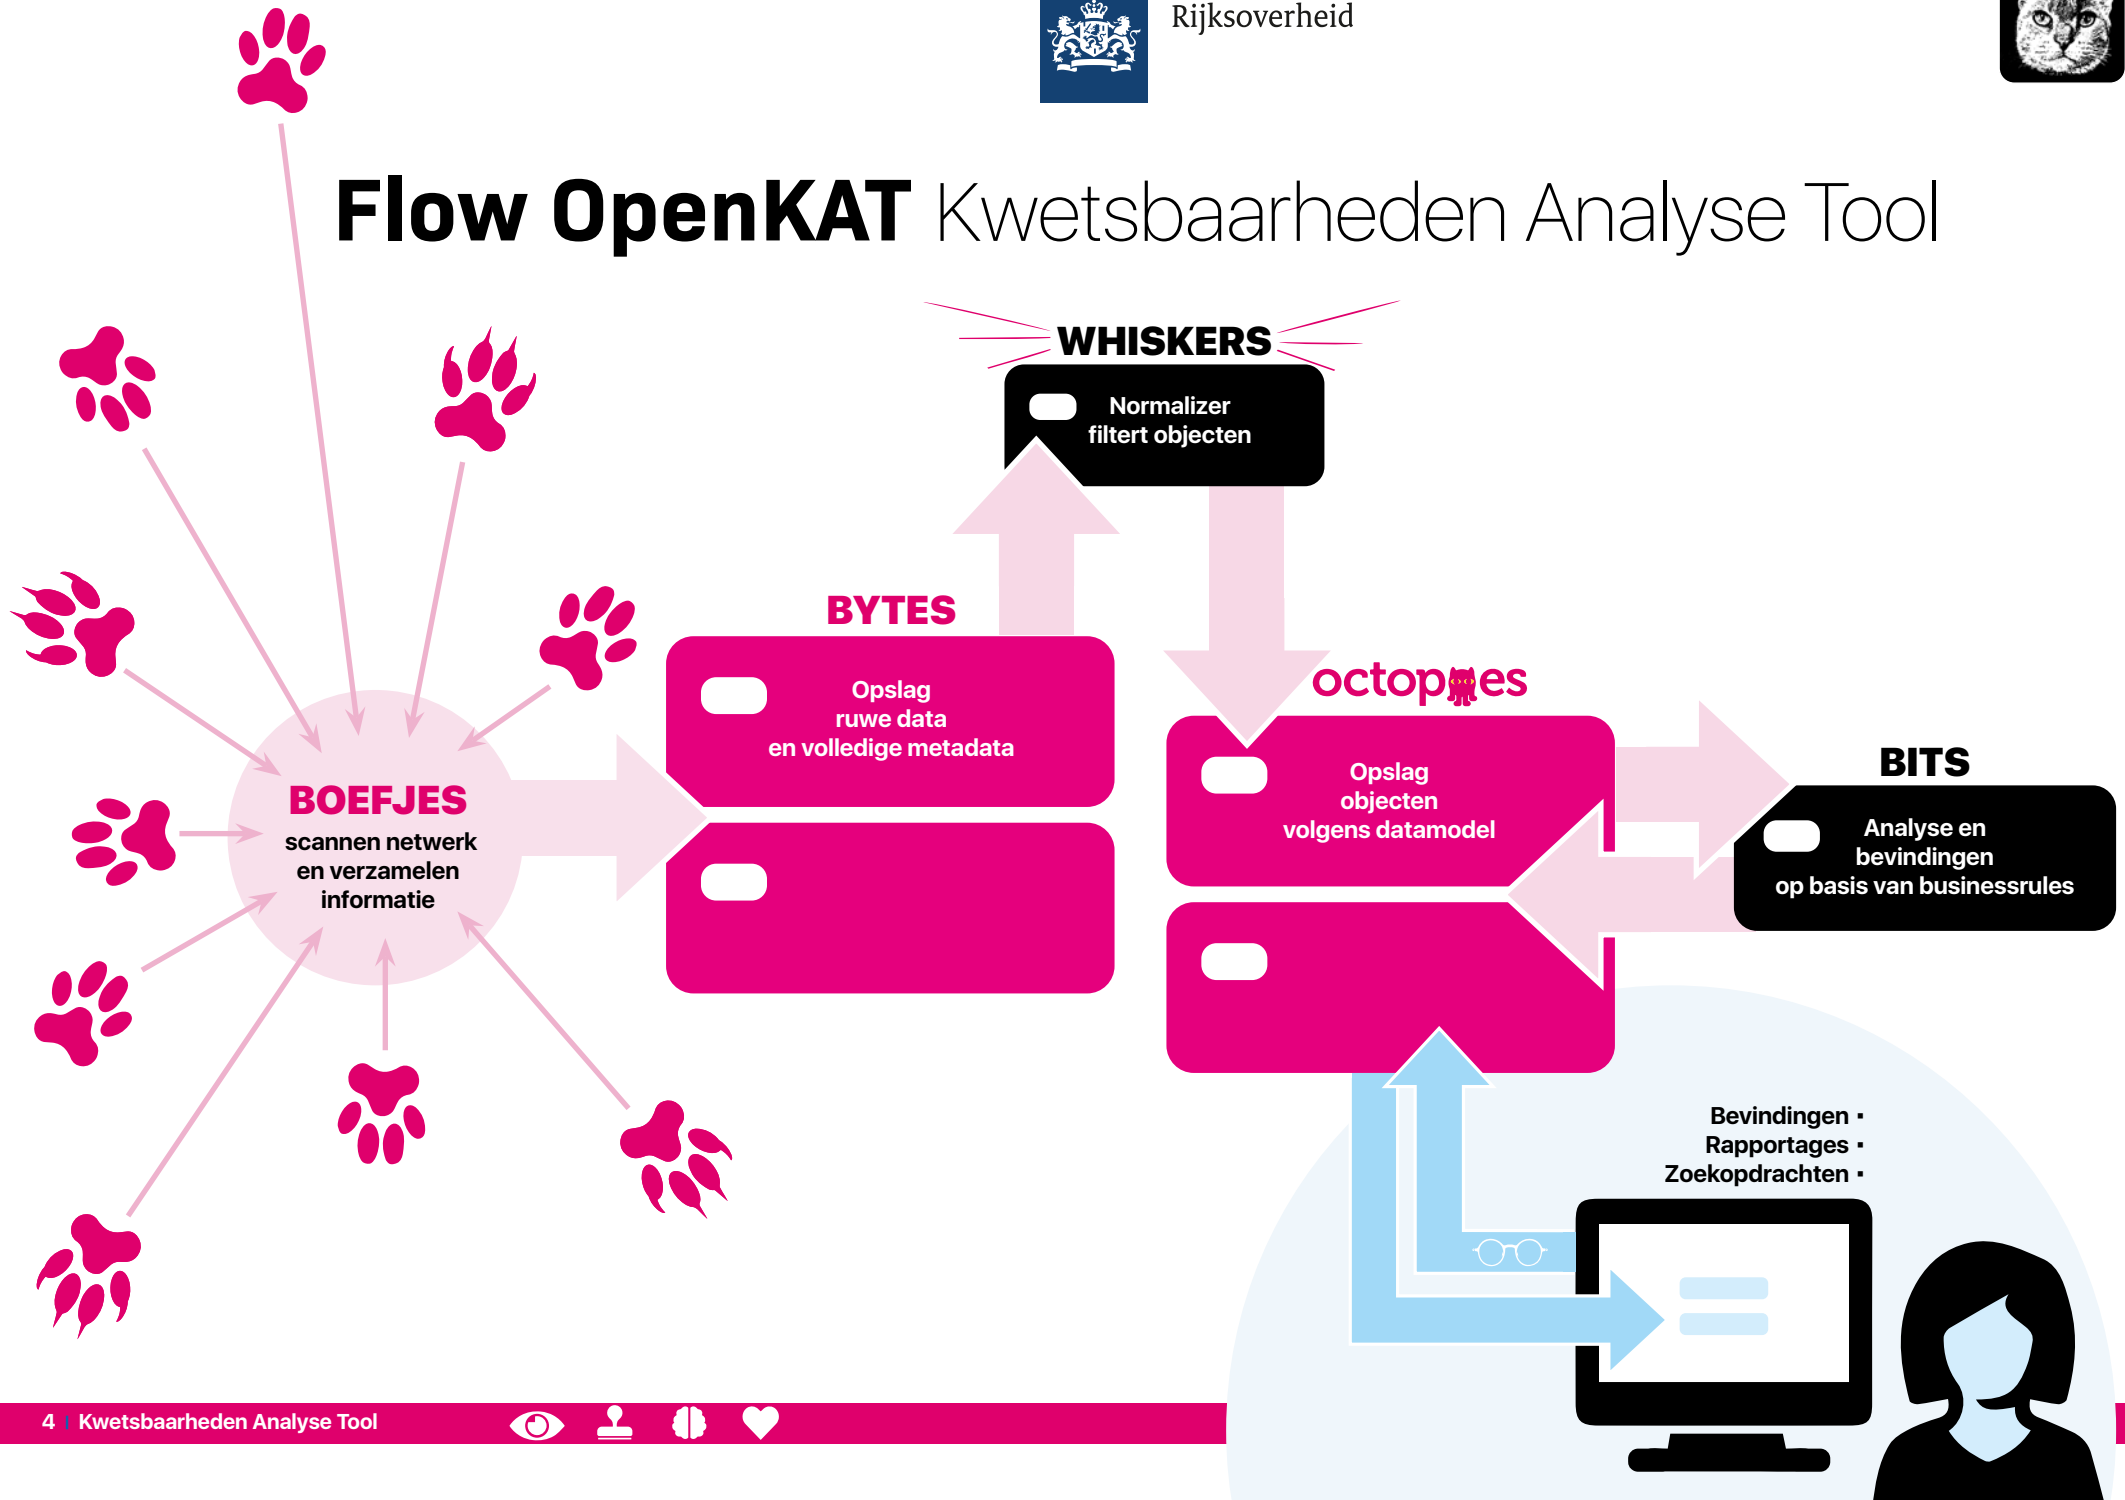 Rijksoverheid
Flow OpenKAT Kwetsbaarheden Analyse Tool
WHISKERS
Normalizer
filtert objecten
BYTES
Opslag
ruwe data
en volledige metadata
octopoes
Opslag
objecten
volgens datamodel
BITS
Analyse en
bevindingen
op basis van businessrules
BOEFJES
scannen netwerk
en verzamelen
informatie
Bevindingen ▪
Rapportages ▪
Zoekopdrachten ▪
4 | Kwetsbaarheden Analyse Tool